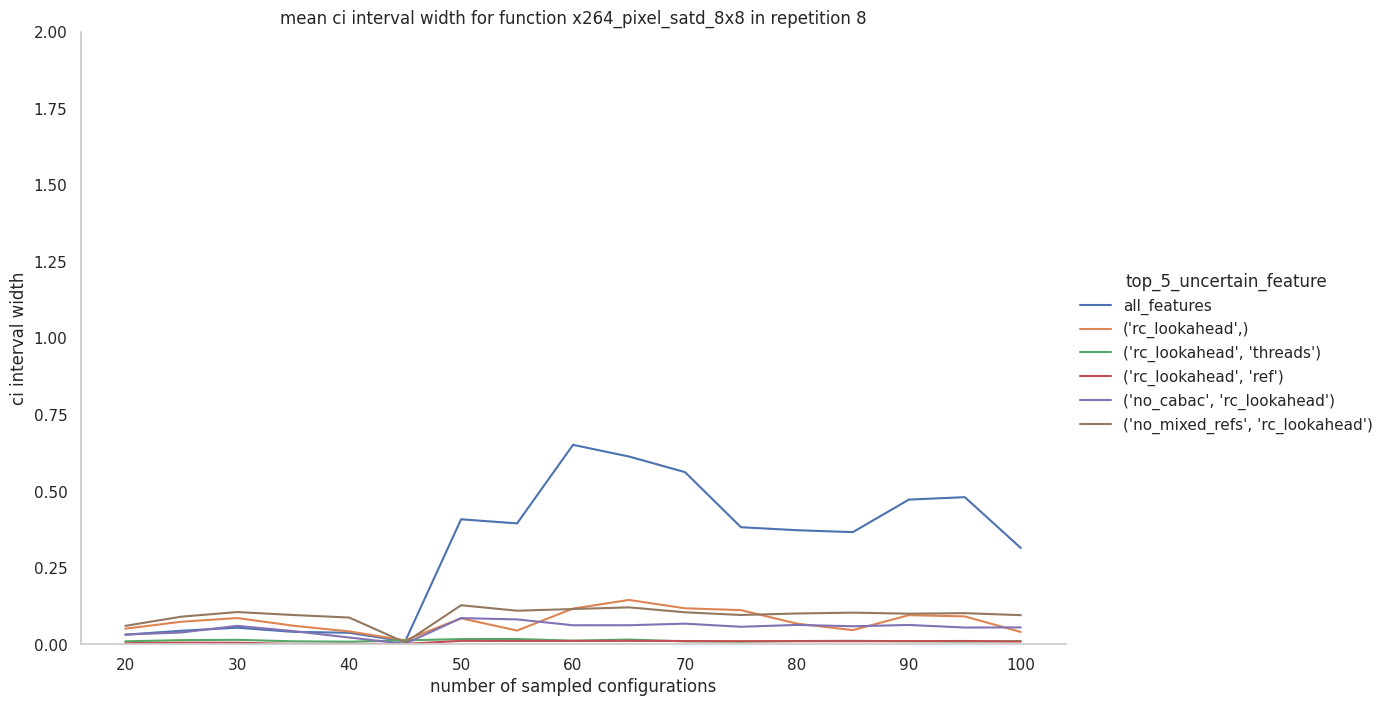 mean ci interval width for function x264_pixel_satd_8x8 in repetition 8
2.00
1.75
1.50
1.25
1.00
0.75
0.50
0.25
0.00
ci interval width
20 30 40 50 60 70 80 90 100
number of sampled configurations
top_5_uncertain_feature
all_features
('rc_lookahead',)
('rc_lookahead', 'threads')
('rc_lookahead', 'ref')
('no_cabac', 'rc_lookahead')
('no_mixed_refs', 'rc_lookahead')